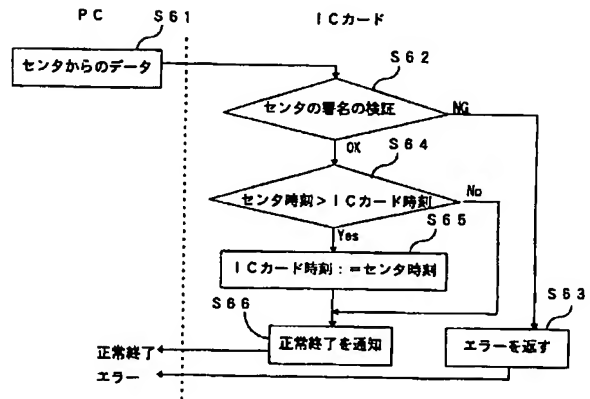 PC
S61
ICカード
センタからのデータ
S62
センタの署名の検証
NG
OK
S64
センタ時刻>ICカード時刻
No
Yes
S65
ICカード時刻:=センタ時刻
S66
S63
正常終了を通知
エラーを返す
正常終了
エラー